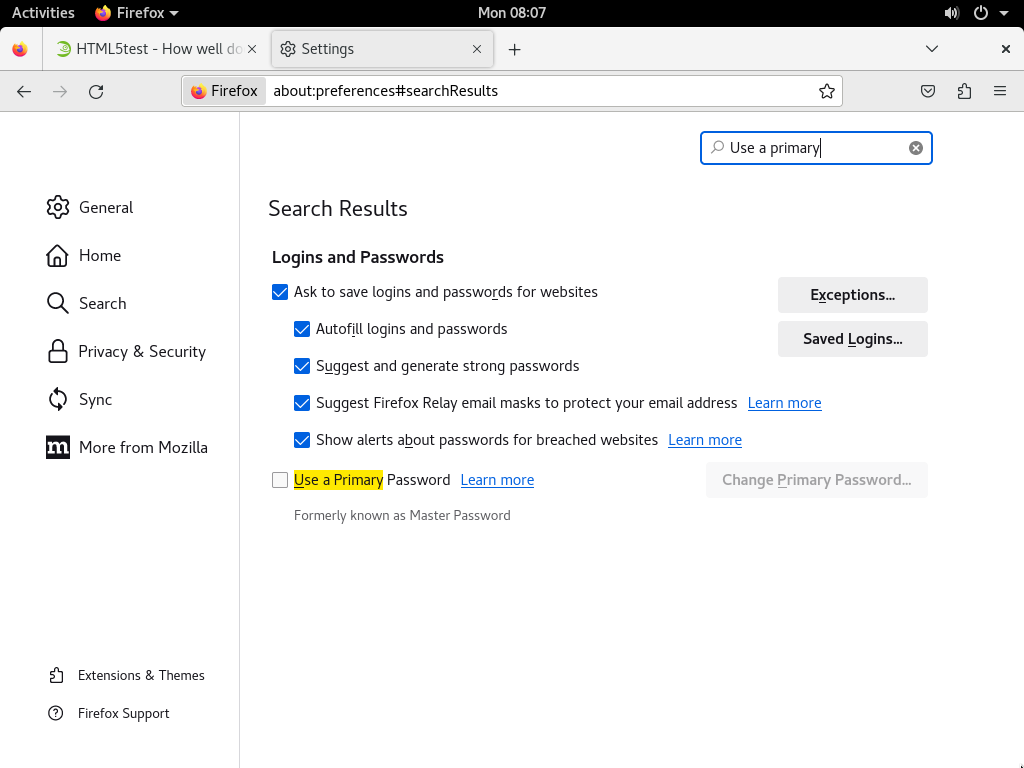 Activities Firefox Mon 08:07
HTML5test - How well do Settings
Firefox about:preferences#searchResults
Use a primary
General
Home
Search
Privacy & Security
Sync
m More from Mozilla
Extensions & Themes
Firefox Support
Search Results
Logins and Passwords
Ask to save logins and passwords for websites Exceptions...
Autofill logins and passwords Saved Logins...
Suggest and generate strong passwords
Suggest Firefox Relay email masks to protect your email address Learn more
Show alerts about passwords for breached websites Learn more
Use a Primary Password Learn more Change Primary Password...
Formerly known as Master Password